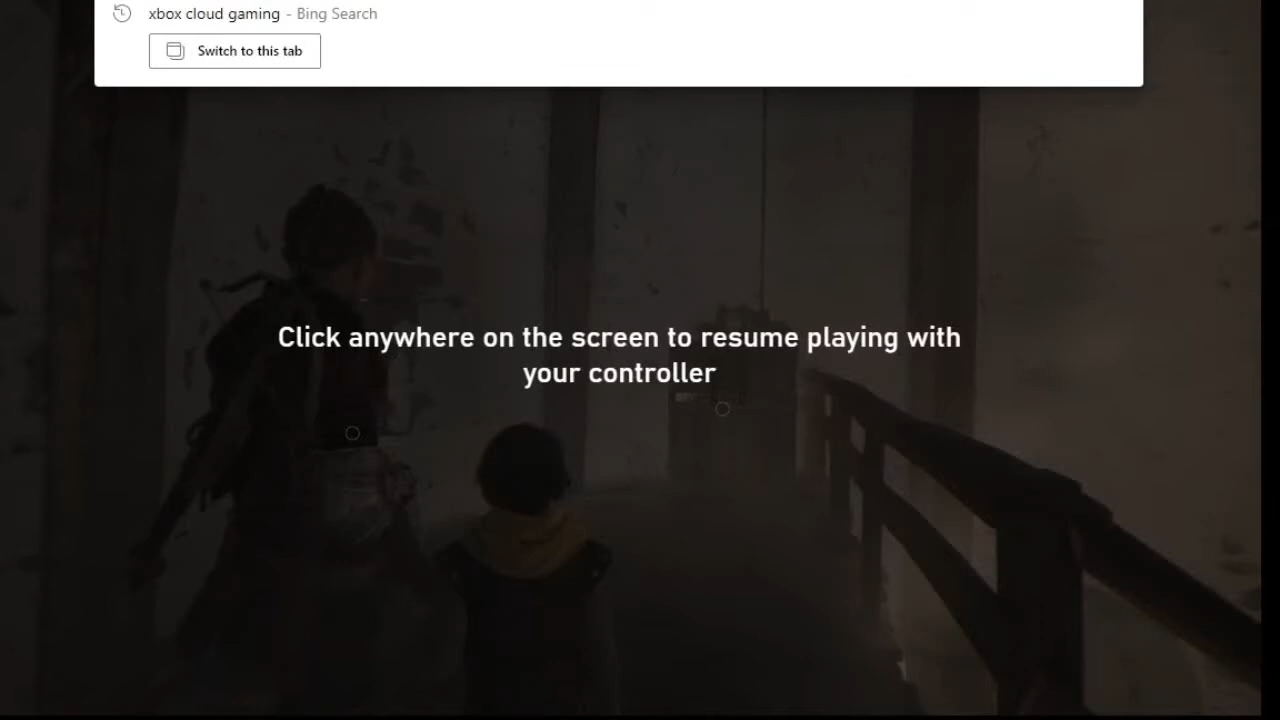 xbox cloud gaming - Bing Search
Switch to this tab
Click anywhere on the screen to resume playing with
your controller